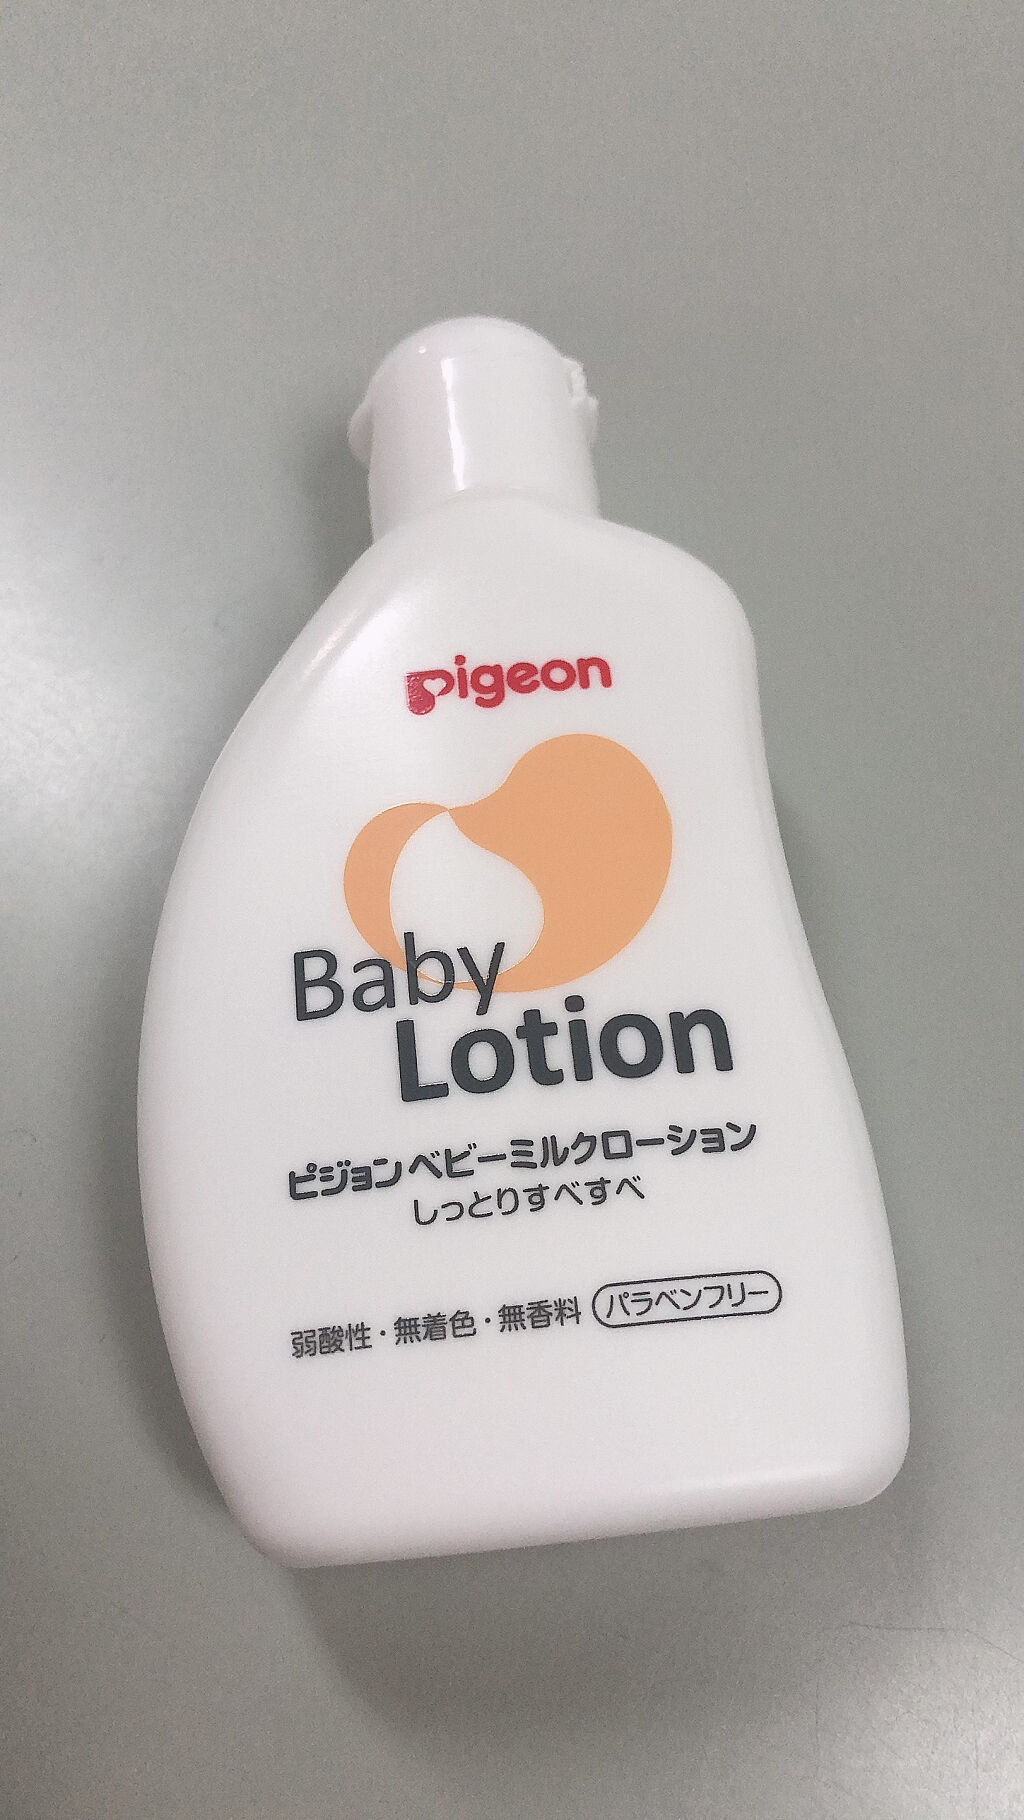 pigeon
Baby
Lotion
ピジョン ベビーミルクローション
しっとりすべすべ
弱酸性・無着色・無香料 パラベンフリー